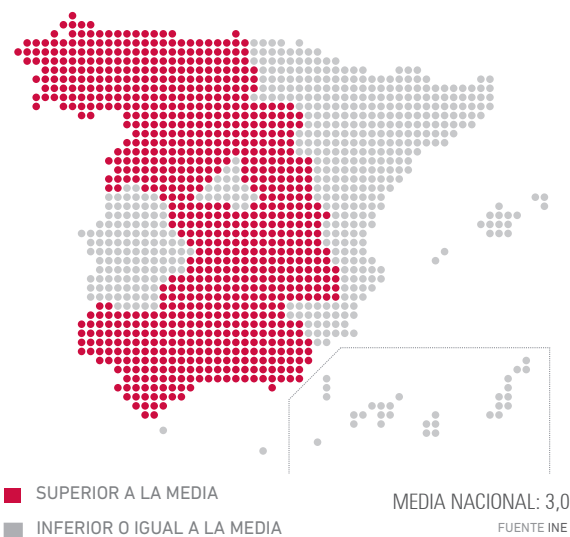 SUPERIOR A LA MEDIA
INFERIOR O IGUAL A LA MEDIA
MEDIA NACIONAL: 3,0
FUENTE INE